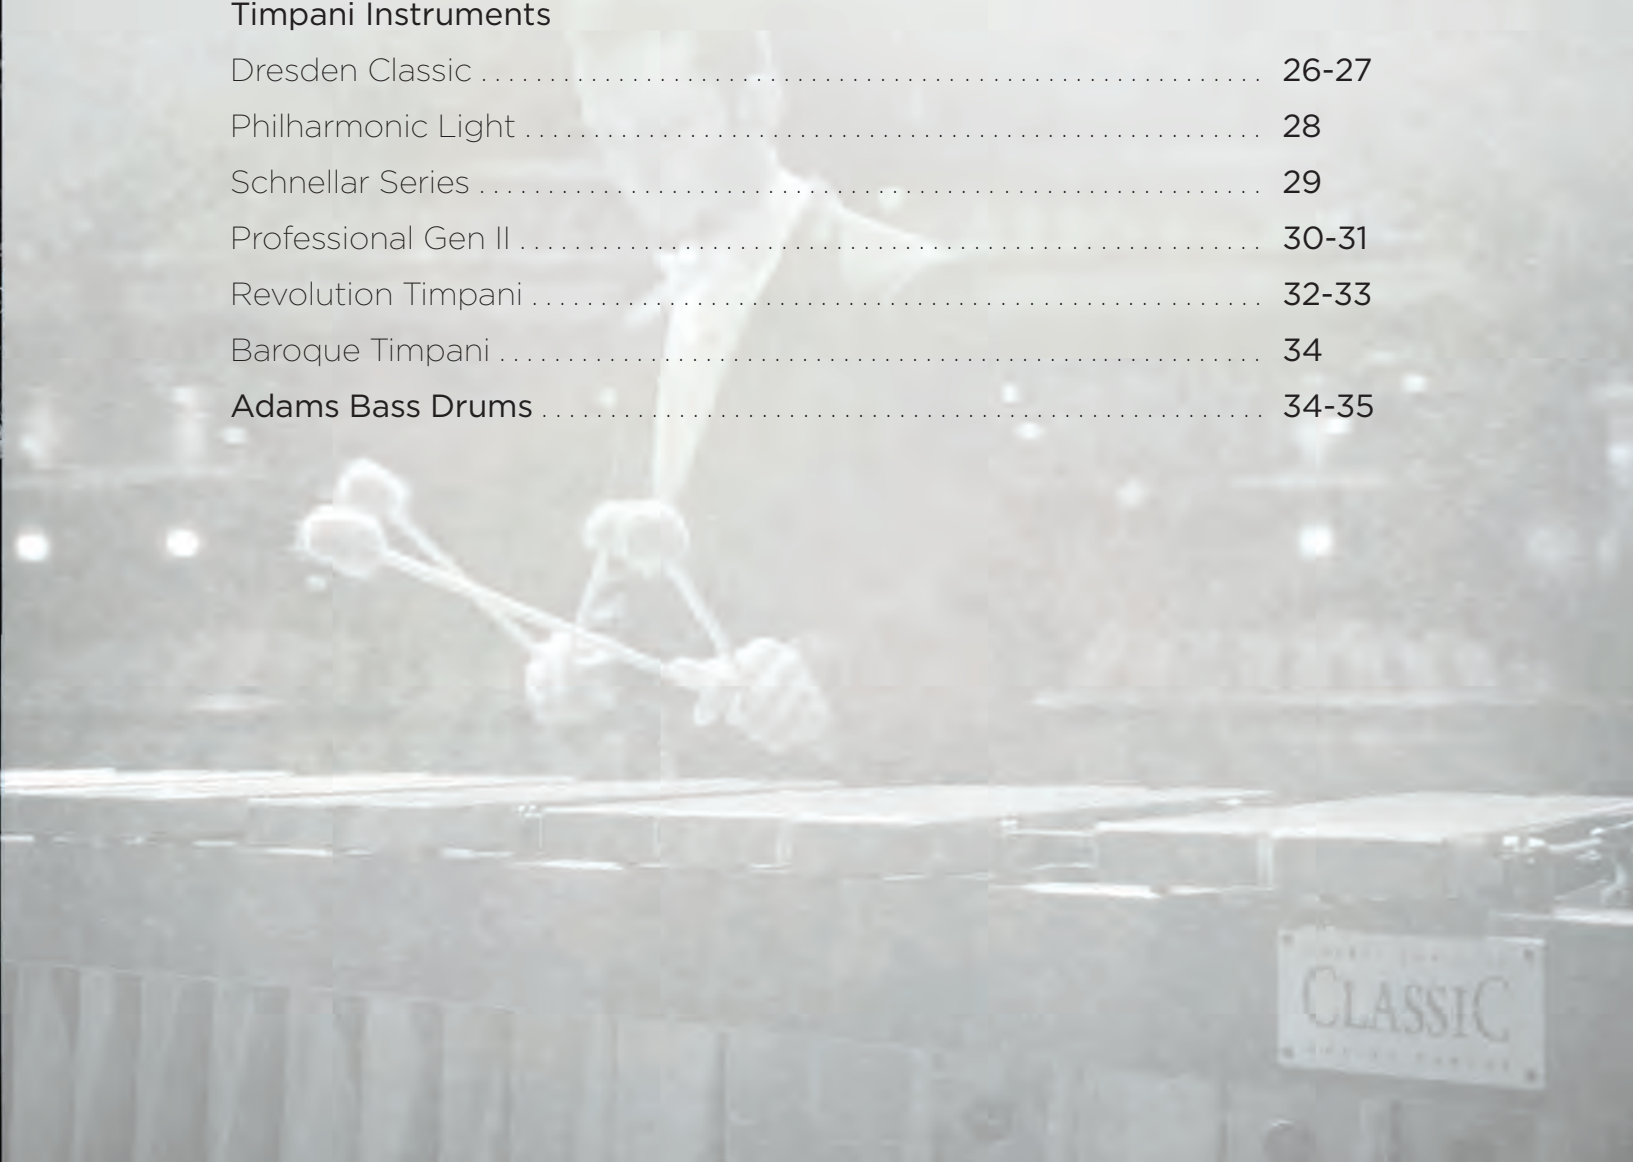 Timpani Instruments
Dresden Classic 26-27
Philharmonic Light 28
Schnellar Series 29
Professional Gen II 30-31
Revolution Timpani 32-33
Baroque Timpani 34
Adams Bass Drums 34-35
CLASSIC